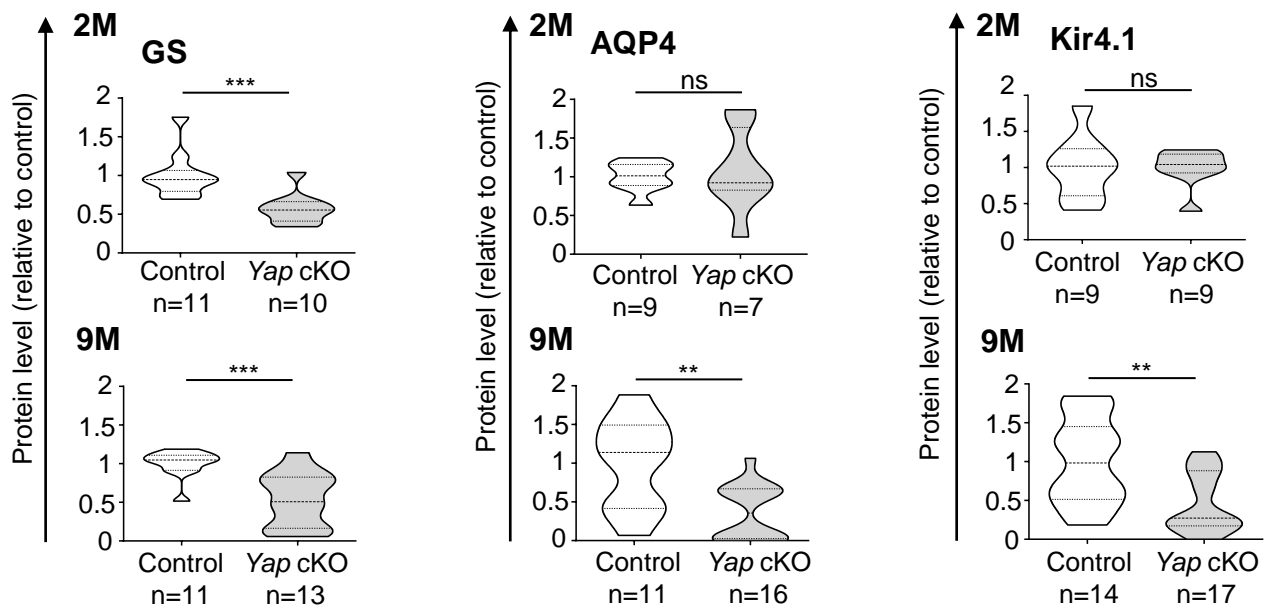 Protein level (relative to control)
2M
GS
***
2
1.5
1
0.5
0
Control
Yap cKO
n=11
n=10
9M
***
2
1.5
1
0.5
0
Control
Yap cKO
n=11
n=13
Protein level (relative to control)
2M
AQP4
ns
2
1.5
1
0.5
0
Control
Yap cKO
n=9
n=7
9M
**
2
1.5
1
0.5
0
Control
Yap cKO
n=11
n=16
Protein level (relative to control)
2M
Kir4.1
ns
2
1.5
1
0.5
0
Control
Yap cKO
n=9
n=9
9M
**
2
1.5
1
0.5
0
Control
Yap cKO
n=14
n=17